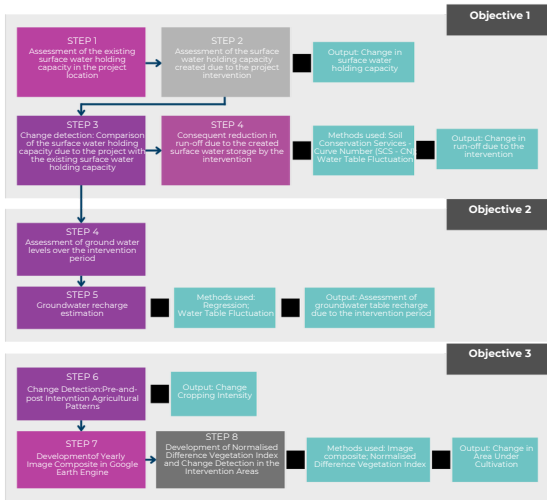 Objective 1
STEP 1
Assessment of the existing
surface water holding
capacity in the project
location
STEP 2
Assessment of the surface
water holding capacity
created due to the project
intervention
Output: Change in
surface water
holding capacity
STEP 3
Change detection: Comparison
of the surface water holding
capacity due to the project with
the existing surface water
holding capacity
STEP 4
Consequent reduction in
run-off due to the created
surface water storage by the
intervention
Methods used: Soil
Conservation Services -
Curve Number (SCS - CN),
Water Table Fluctuation
Output: Change in
run-off due to the
intervention
Objective 2
STEP 4
Assessment of ground water
levels over the intervention
period
STEP 5
Groundwater recharge
estimation
Methods used:
Regression;
Water Table Fluctuation
Output: Assessment of
groundwater table recharge
due to the intervention period
Objective 3
STEP 6
Change Detection:Pre-and-
post Intervntion Agricultural
Patterns
Output: Change
Cropping Intensity
STEP 7
Developmentof Yearly
Image Composite in Google
Earth Engine
STEP 8
Development of Normalised
Difference Vegetation Index
and Change Detection in the
Intervention Areas
Methods used: Image
composite; Normalised
Difference Vegetation Index
Output: Change in
Area Under
Cultivation